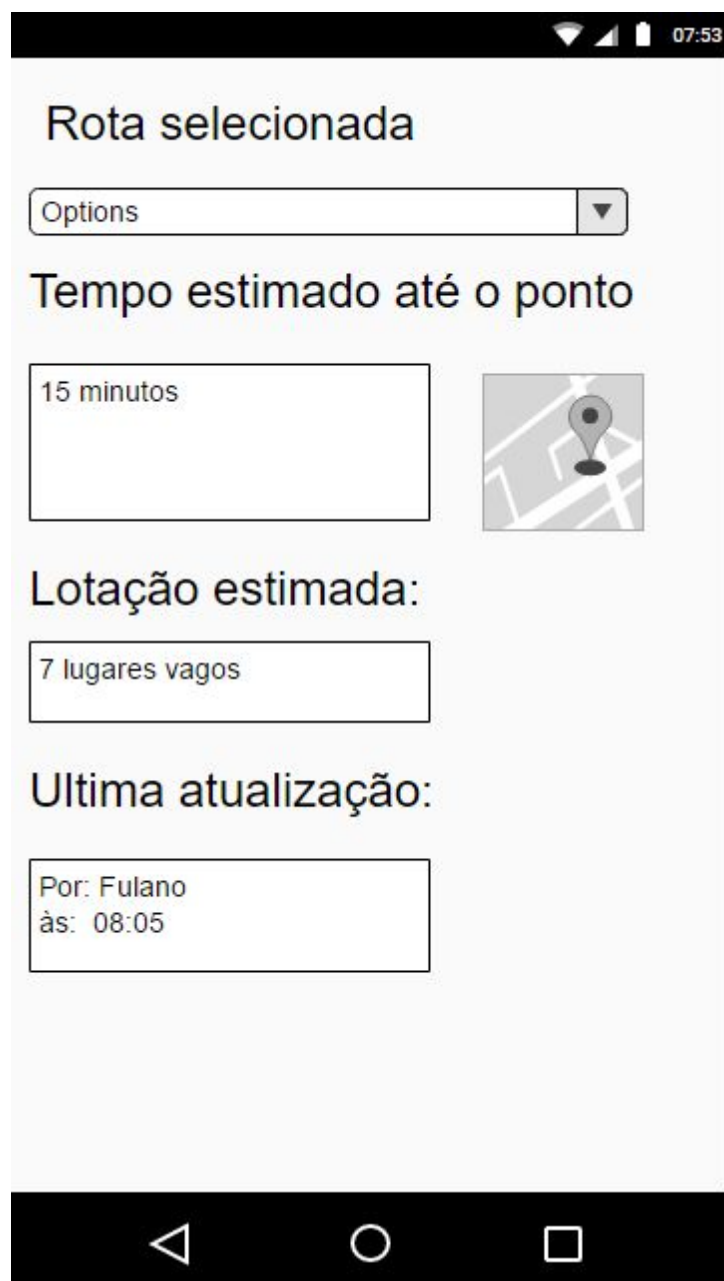 07:53
Rota selecionada
Options
Tempo estimado até o ponto
15 minutos
Lotação estimada:
7 lugares vagos
Ultima atualização:
Por: Fulano
às: 08:05